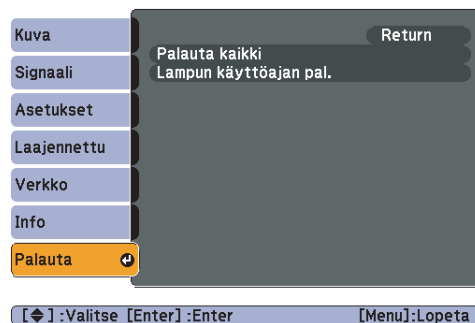 Kuva
Signaali
Asetukset
Laajennettu
Verkko
Info
Palauta
Return
Palauta kaikki
Lampun käyttöajan pal.
[ ] :Valitse [Enter] :Enter [Menu]:Lopeta